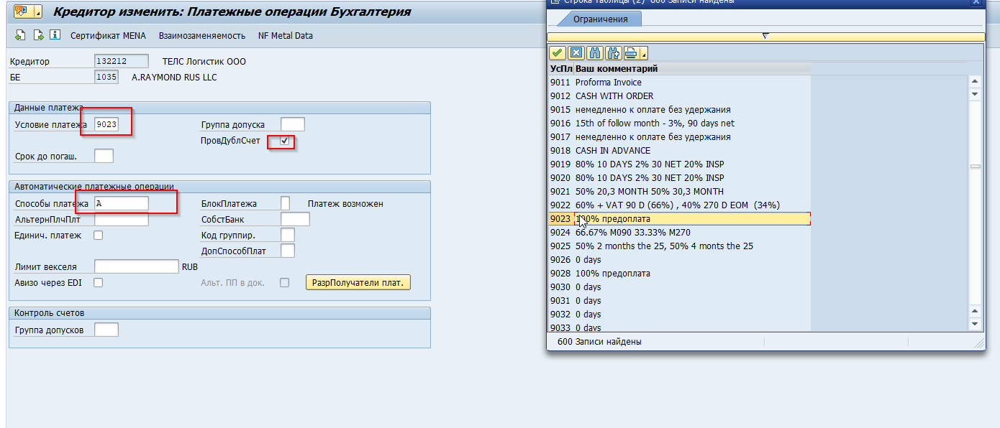 Кредитор изменить: Платежные операции Бухгалтерия
Сертификат MENA Взаимозаменяемость NF Metal Data
Кредитор 132212 ТЕЛС Логистик ООО
БЕ 1035 A.RAYMOND RUS LLC
Данные платежа
Условие платежа 9023 Группа допуска
ПровДублСчет
Срок до погаш.
Автоматические платежные операции
Способы платежа A БлокПлатежа Платеж возможен
АльтернПлчПлт СобстБанк
Единич. платеж Код группир.
ДопСпособПлат
Лимит векселя RUB
Авизо через EDI Альт. ПП в док. РазрПолучатели плат.
Контроль счетов
Группа допусков
Строка таблицы (2) 600 Записи найдены
Ограничения
УсПл Ваш комментарий
9011 Proforma Invoice
9012 CASH WITH ORDER
9015 немедленно к оплате без удержания
9016 15th of follow month - 3%, 90 days net
9017 немедленно к оплате без удержания
9018 CASH IN ADVANCE
9019 80% 10 DAYS 2% 30 NET 20% INSP
9020 80% 10 DAYS 2% 30 NET 20% INSP
9021 50% 20,3 MONTH 50% 30,3 MONTH
9022 60% + VAT 90 D (66%) , 40% 270 D EOM (34%)
9023 100% предоплата
9024 66.67% M090 33.33% M270
9025 50% 2 months the 25, 50% 4 monts the 25
9026 0 days
9028 100% предоплата
9030 0 days
9031 0 days
9032 0 days
9033 0 days
600 Записи найдены